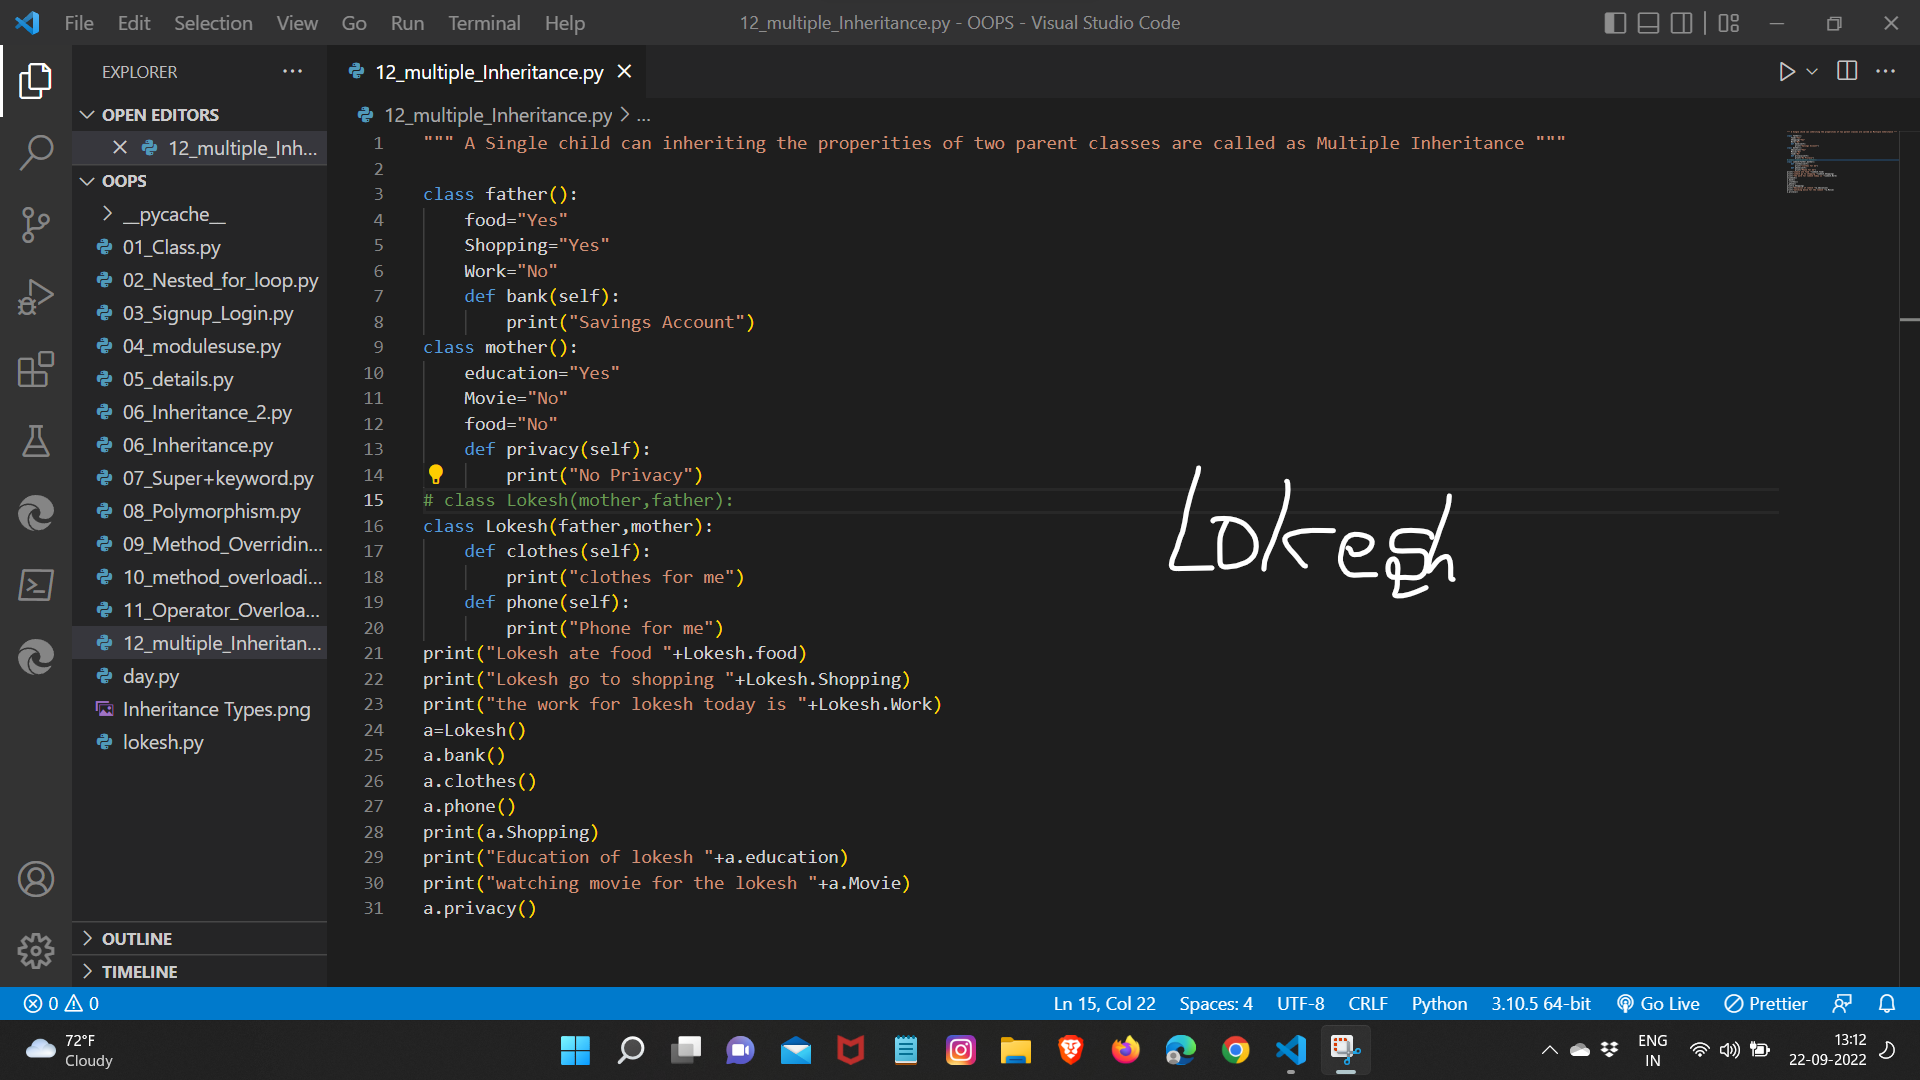 File Edit Selection View Go Run Terminal Help 12_multiple_Inheritance.py - OOPS - Visual Studio Code
EXPLORER
OPEN EDITORS
12_multiple_Inh...
OOPS
__pycache__
01_Class.py
02_Nested_for_loop.py
03_Signup_Login.py
04_modulesuse.py
05_details.py
06_Inheritance_2.py
06_Inheritance.py
07_Super+keyword.py
08_Polymorphism.py
09_Method_Overridin...
10_method_overloadi...
11_Operator_Overloa...
12_multiple_Inheritan...
day.py
Inheritance Types.png
lokesh.py
OUTLINE
TIMELINE
12_multiple_Inheritance.py
12_multiple_Inheritance.py > ...
1 """ A Single child can inheriting the properities of two parent classes are called as Multiple Inheritance """
2
3 class father():
4 food="Yes"
5 Shopping="Yes"
6 Work="No"
7 def bank(self):
8 print("Savings Account")
9 class mother():
10 education="Yes"
11 Movie="No"
12 food="No"
13 def privacy(self):
14 print("No Privacy")
15 # class Lokesh(mother,father):
16 class Lokesh(father,mother):
17 def clothes(self):
18 print("clothes for me")
19 def phone(self):
20 print("Phone for me")
21 print("Lokesh ate food "+Lokesh.food)
22 print("Lokesh go to shopping "+Lokesh.Shopping)
23 print("the work for lokesh today is "+Lokesh.Work)
24 a=Lokesh()
25 a.bank()
26 a.clothes()
27 a.phone()
28 print(a.Shopping)
29 print("Education of lokesh "+a.education)
30 print("watching movie for the lokesh "+a.Movie)
31 a.privacy()
Lokesh
0 0 Ln 15, Col 22 Spaces: 4 UTF-8 CRLF Python 3.10.5 64-bit Go Live Prettier
72°F
Cloudy
ENG
IN
13:12
22-09-2022